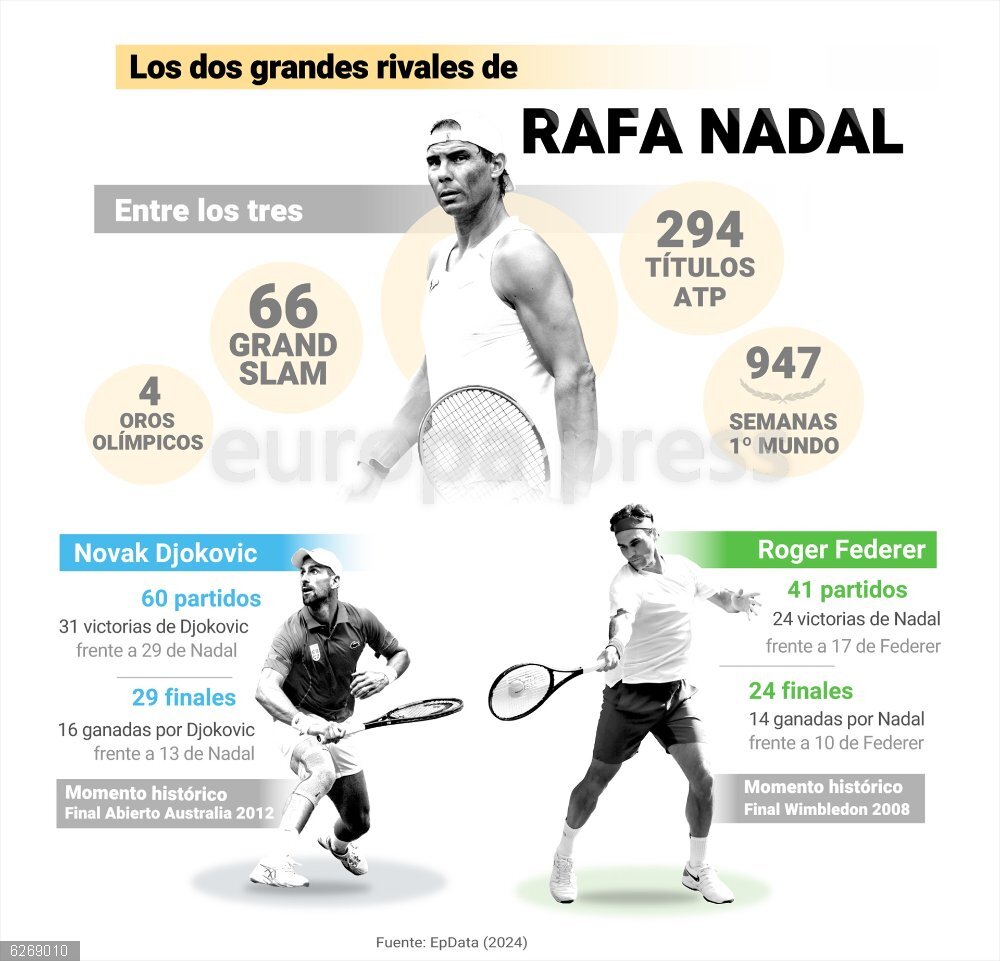 Los dos grandes rivales de
RAFA NADAL
Entre los tres
294
TÍTULOS
ATP
66
GRAND
SLAM
947
SEMANAS
1º MUNDO
4
OROS
OLÍMPICOS
europa press
Novak Djokovic
60 partidos
31 victorias de Djokovic
frente a 29 de Nadal
29 finales
16 ganadas por Djokovic
frente a 13 de Nadal
Momento histórico
Final Abierto Australia 2012
Roger Federer
41 partidos
24 victorias de Nadal
frente a 17 de Federer
24 finales
14 ganadas por Nadal
frente a 10 de Federer
Momento histórico
Final Wimbledon 2008
Fuente: EpData (2024)
6269010